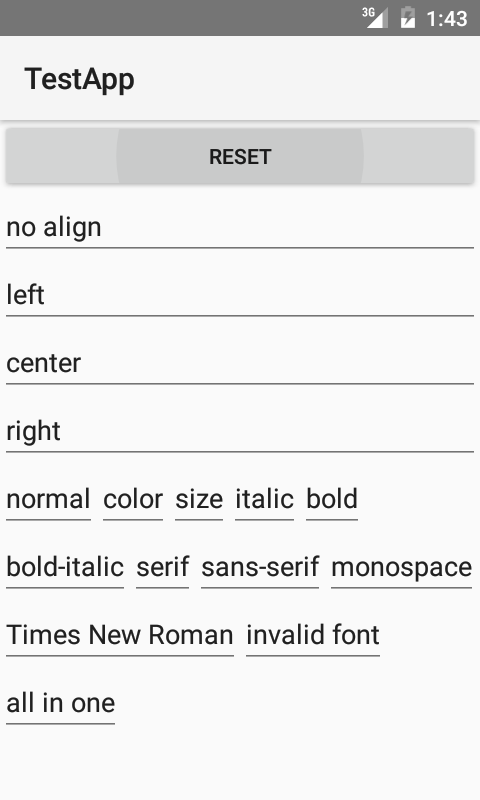 3G 1:43
TestApp
RESET
no align
left
center
right
normal color size italic bold
bold-italic serif sans-serif monospace
Times New Roman invalid font
all in one